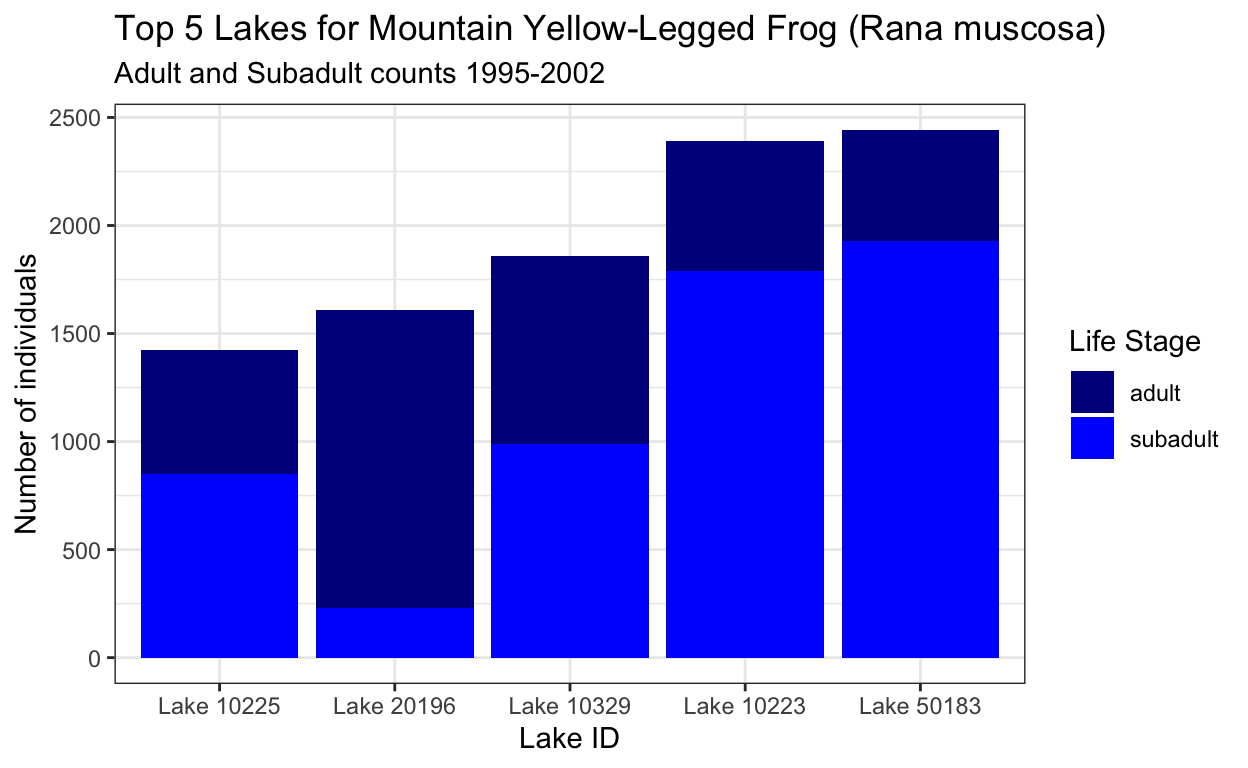 Top 5 Lakes for Mountain Yellow-Legged Frog (Rana muscosa)
Adult and Subadult counts 1995-2002
Number of individuals
2500
2000
1500
1000
500
0
Lake 10225 Lake 20196 Lake 10329 Lake 10223 Lake 50183
Lake ID
Life Stage
adult
subadult